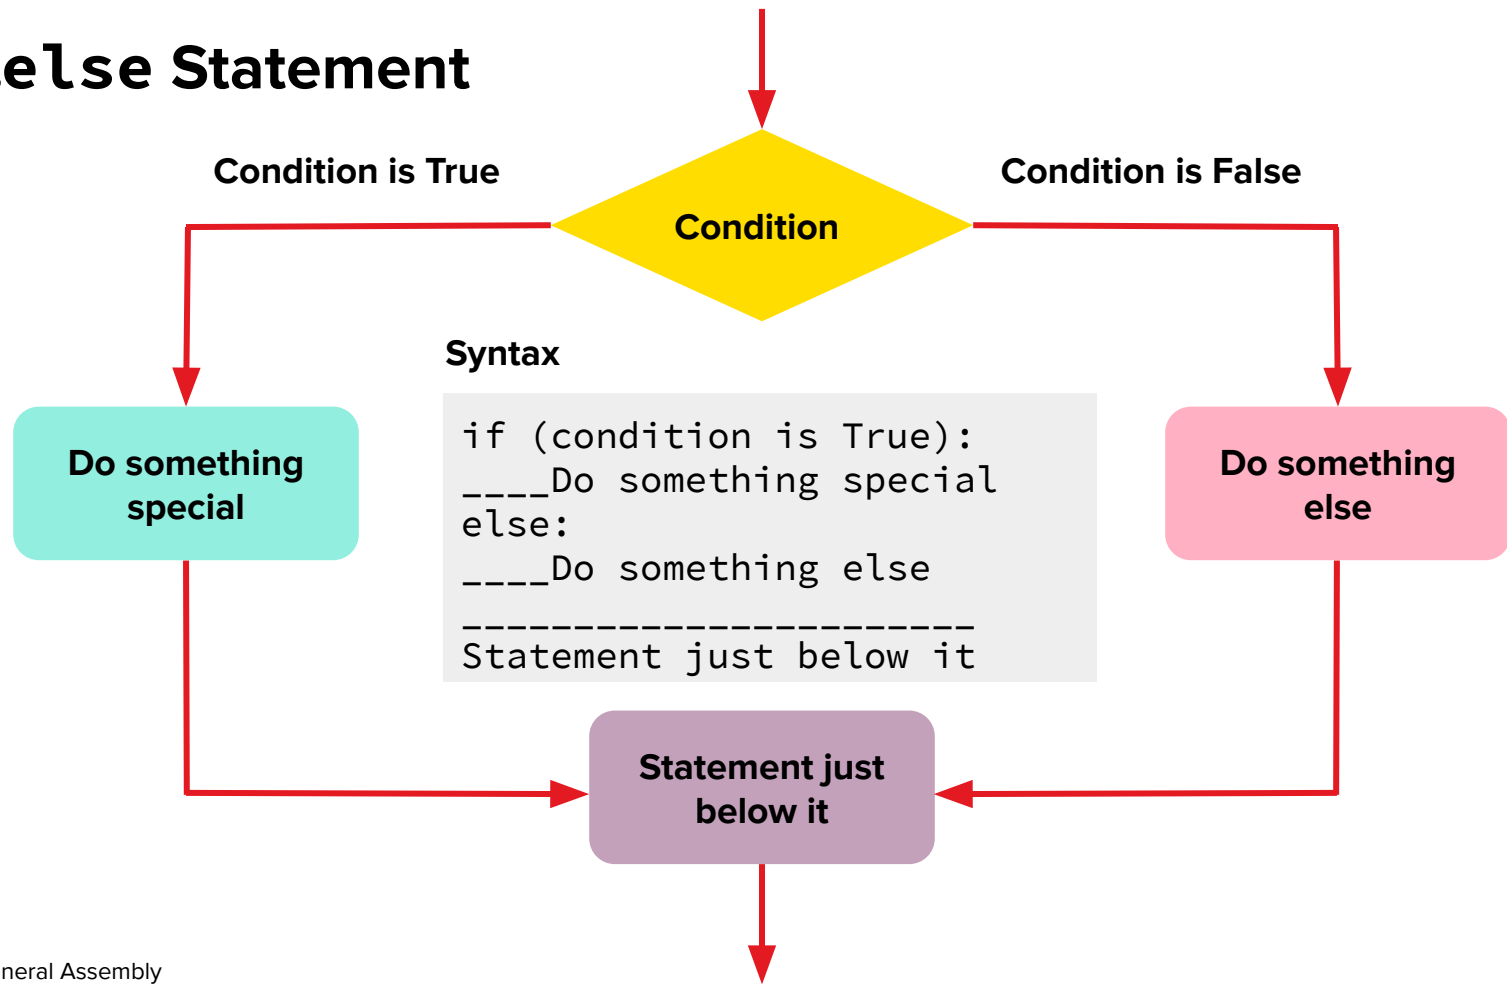 else Statement
Condition is True
Condition is False
Condition
Syntax
if (condition is True):
____Do something special
else:
____Do something else
_______________________
Statement just below it
Do something
special
Do something
else
Statement just
below it
neral Assembly